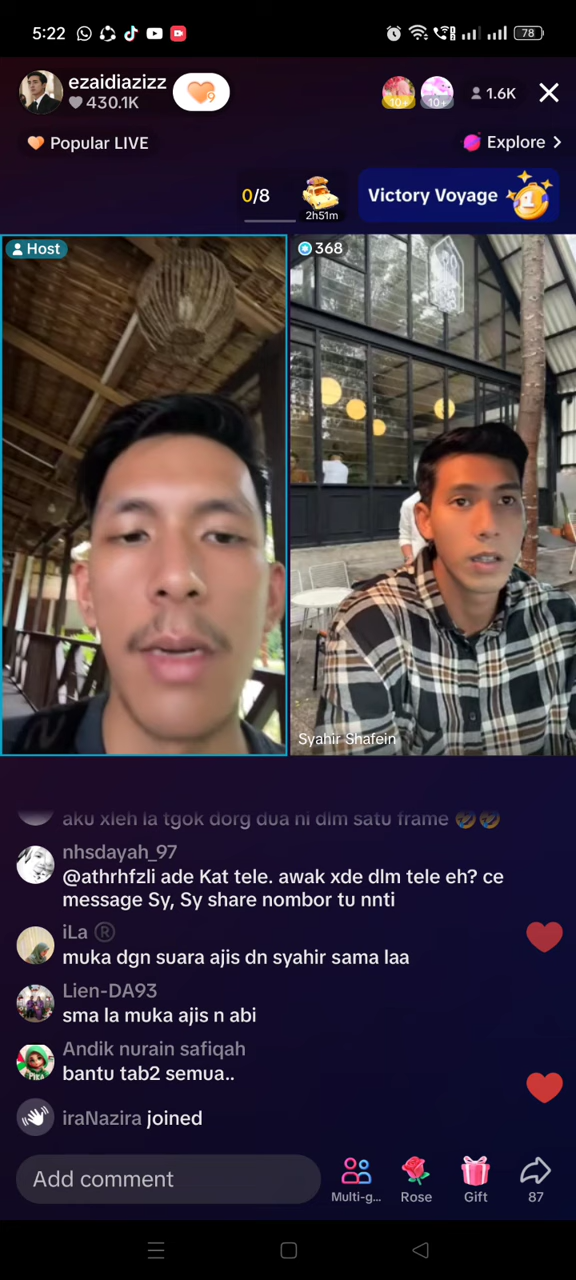 5:22
78
ezaidiazizz
430.1K
9
10+
10+
1.6K
Popular LIVE
Explore >
0/8
2h51m
Victory Voyage
1
Host
368
Syahir Shafein
aku xleh la tgok dorg dua ni dlm satu frame 🤣🤣
nhsdayah_97
@athrhfzli ade Kat tele. awak xde dlm tele eh? ce
message Sy, Sy share nombor tu nnti
iLa ®
muka dgn suara ajis dn syahir sama laa
Lien-DA93
sma la muka ajis n abi
Andik nurain safiqah
bantu tab2 semua..
iraNazira joined
Add comment
Multi-g...
Rose
Gift
87